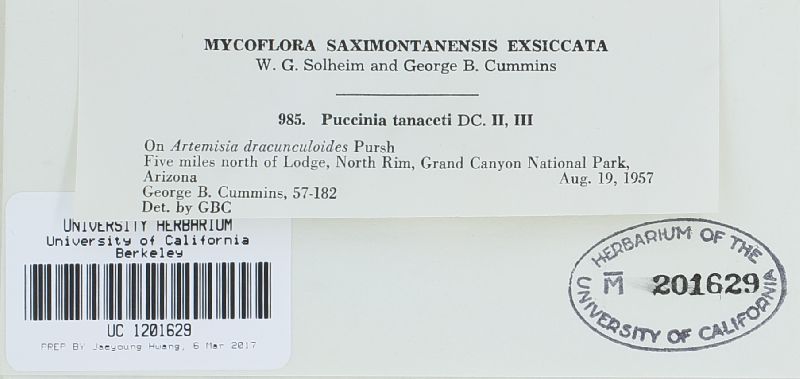 MYCOFLORA SAXIMONTANENSIS EXSICCATA
W. G. Solheim and George B. Cummins
985. Puccinia tanaceti DC. II, III
On Artemisia dracunculoides Pursh
Five miles north of Lodge, North Rim, Grand Canyon National Park,
Arizona Aug. 19, 1957
George B. Cummins, 57-182
Det. by GBC
UNIVERSITY HERBARIUM
University of California
Berkeley
UC 1201629
PREP BY Jaeyoung Huang, 6 Mar 2017
HERBARIUM OF THE
M 201629
UNIVERSITY OF CALIFORNIA